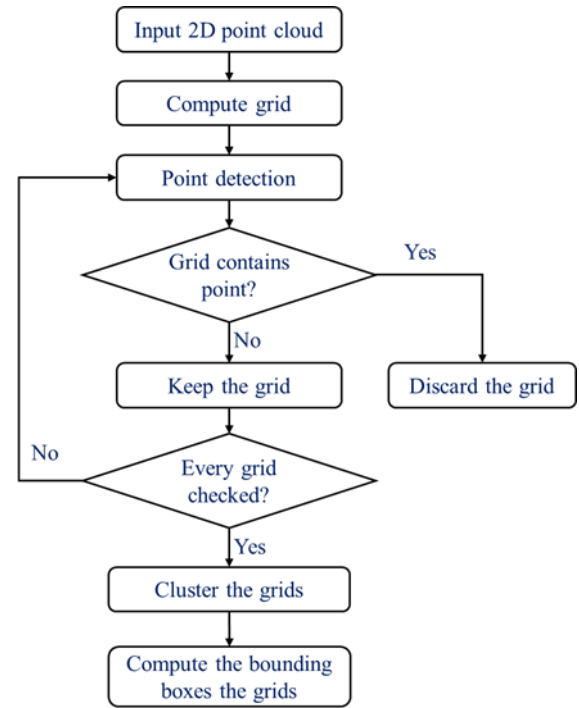 Input 2D point cloud
Compute grid
Point detection
Grid contains
point?
Yes
No
Keep the grid
Discard the grid
No
Every grid
checked?
Yes
Cluster the grids
Compute the bounding
boxes the grids